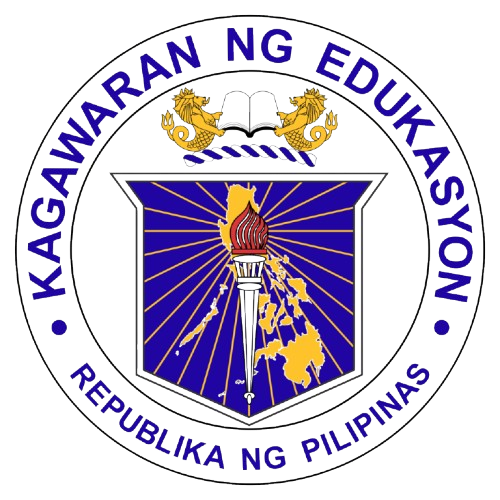 KAGAWARAN NG EDUKASYON
REPUBLIKA NG PILIPINAS